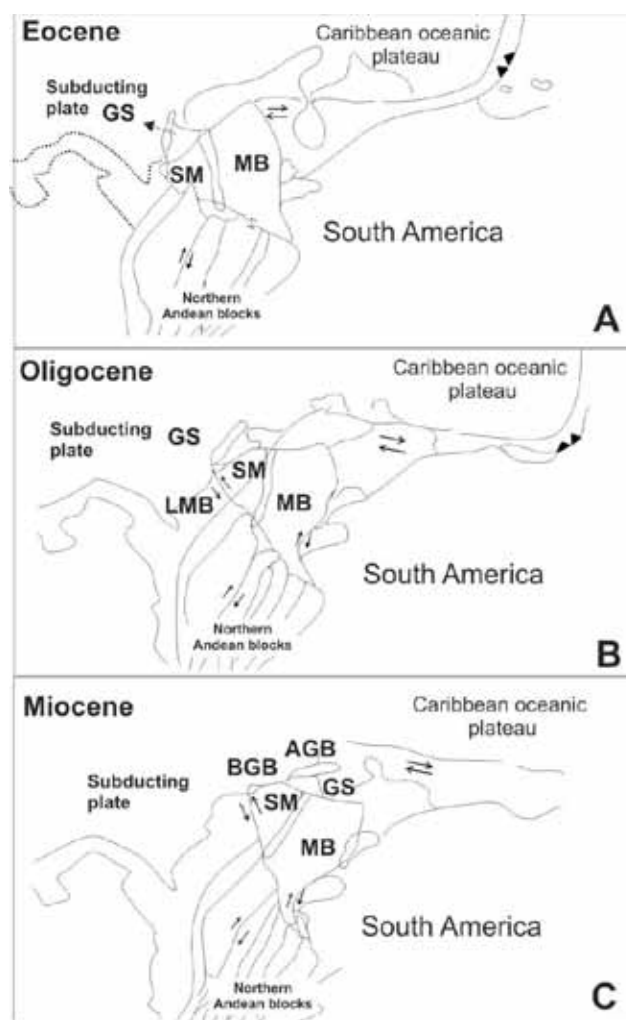 Eocene
Caribbean oceanic
plateau
Subducting
plate
GS
SM
MB
South America
Northern
Andean blocks
A
Oligocene
Caribbean oceanic
plateau
Subducting
plate
GS
SM
LMB
MB
South America
Northern
Andean blocks
B
Miocene
Caribbean oceanic
plateau
AGB
BGB
Subducting
plate
SM
GS
MB
South America
Northern
Andean blocks
C